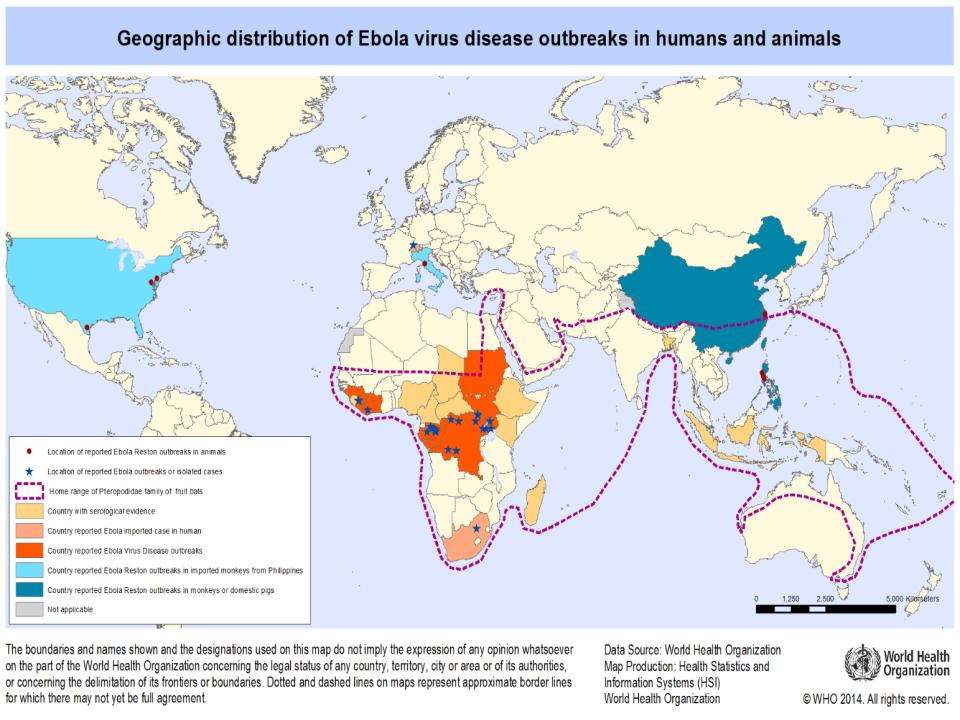 Geographic distribution of Ebola virus disease outbreaks in humans and animals
Location of reported Ebola Reston outbreaks in animals
Location of reported Ebola outbreaks or isolated cases
Home range of Pteropodidae family of fruit bats
Country with serological evidence
Country reported Ebola imported case in human
Country reported Ebola Virus Disease outbreaks
Country reported Ebola Reston outbreaks in imported monkeys from Philippines
Country reported Ebola Reston outbreaks in monkeys or domestic pigs
Not applicable
0 1,250 2,500 5,000 Kilometers
The boundaries and names shown and the designations used on this map do not imply the expression of any opinion whatsoever
on the part of the World Health Organization concerning the legal status of any country, territory, city or area or of its authorities,
or concerning the delimitation of its frontiers or boundaries. Dotted and dashed lines on maps represent approximate border lines
for which there may not yet be full agreement.
Data Source: World Health Organization
Map Production: Health Statistics and
Information Systems (HSI)
World Health Organization
World Health
Organization
© WHO 2014. All rights reserved.